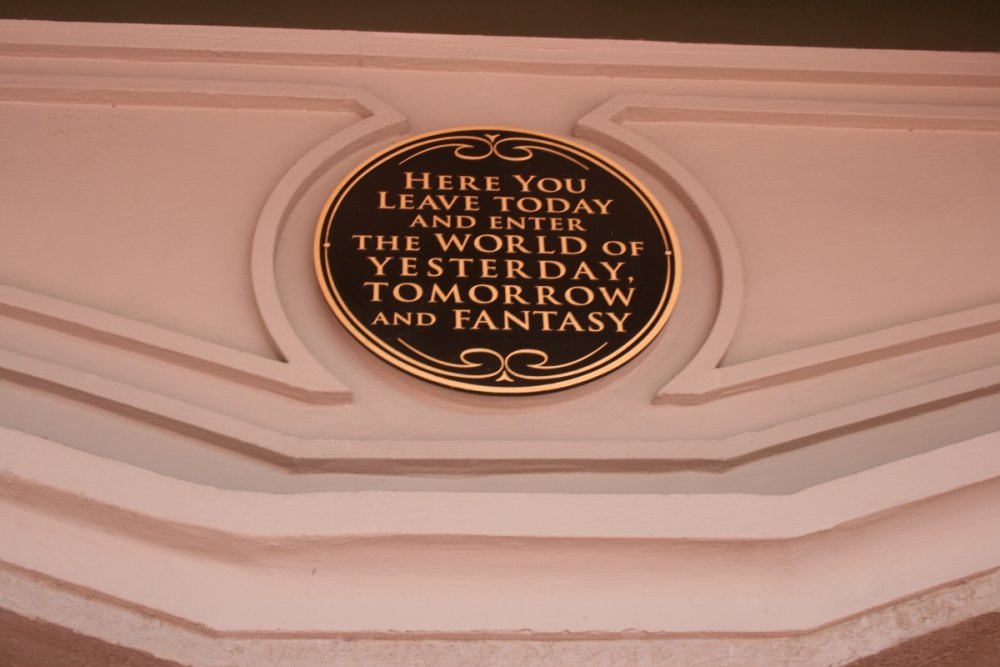 HERE YOU
LEAVE TODAY
AND ENTER
THE WORLD OF
YESTERDAY,
TOMORROW
AND FANTASY